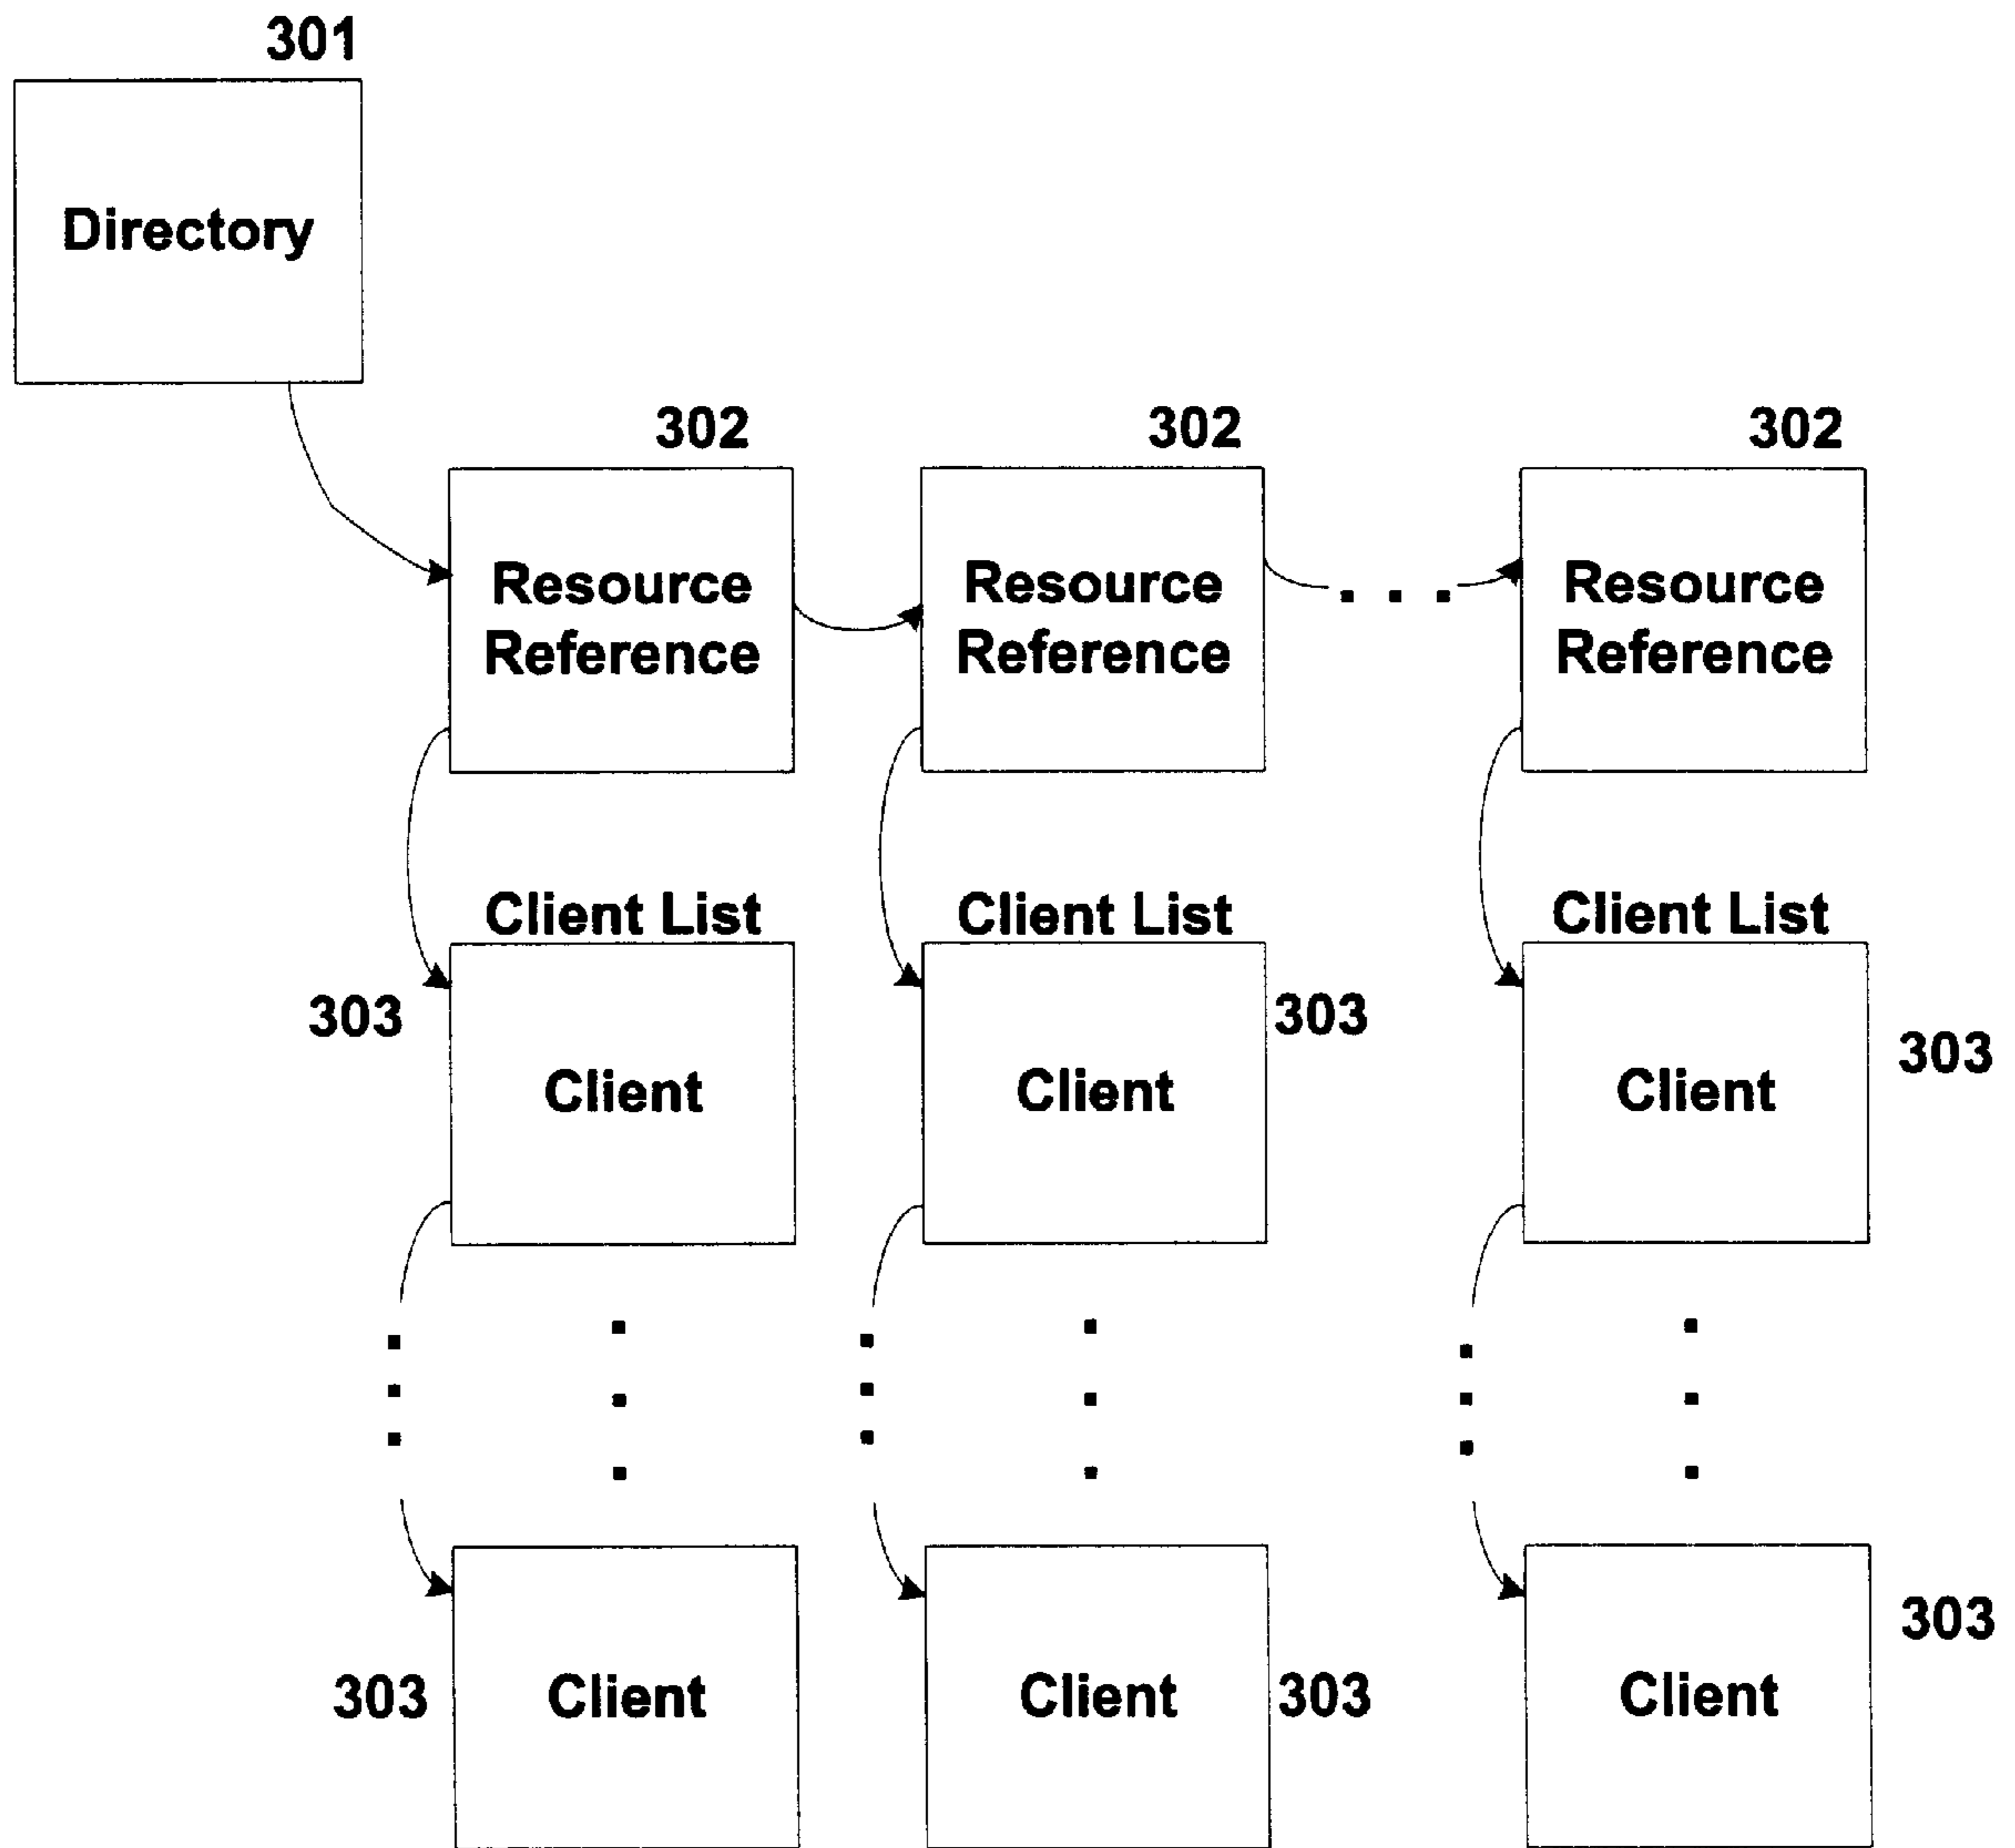 301
Directory
302
302
302
Resource
Reference
Resource
Reference
. . .
Resource
Reference
Client List
Client List
Client List
303
Client
303
Client
303
Client
303
Client
Client
303
303
Client